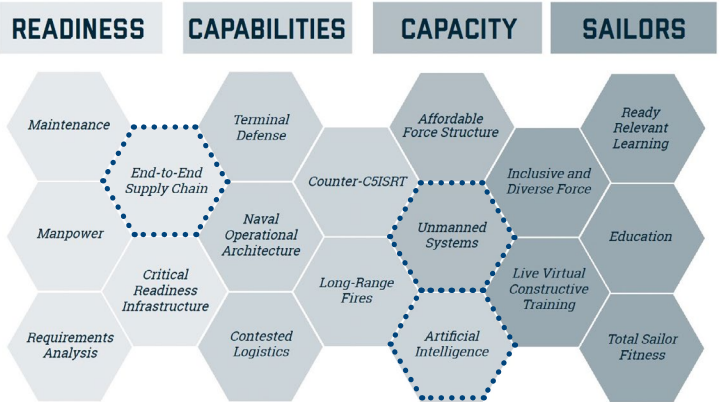 READINESS
CAPABILITIES
CAPACITY
SAILORS
Maintenance
End-to-End
Supply Chain
Manpower
Critical
Readiness
Infrastructure
Requirements
Analysis
Terminal
Defense
Counter-C5ISRT
Naval
Operational
Architecture
Long-Range
Fires
Contested
Logistics
Affordable
Force Structure
Unmanned
Systems
Artificial
Intelligence
Inclusive and
Diverse Force
Live Virtual
Constructive
Training
Ready
Relevant
Learning
Education
Total Sailor
Fitness